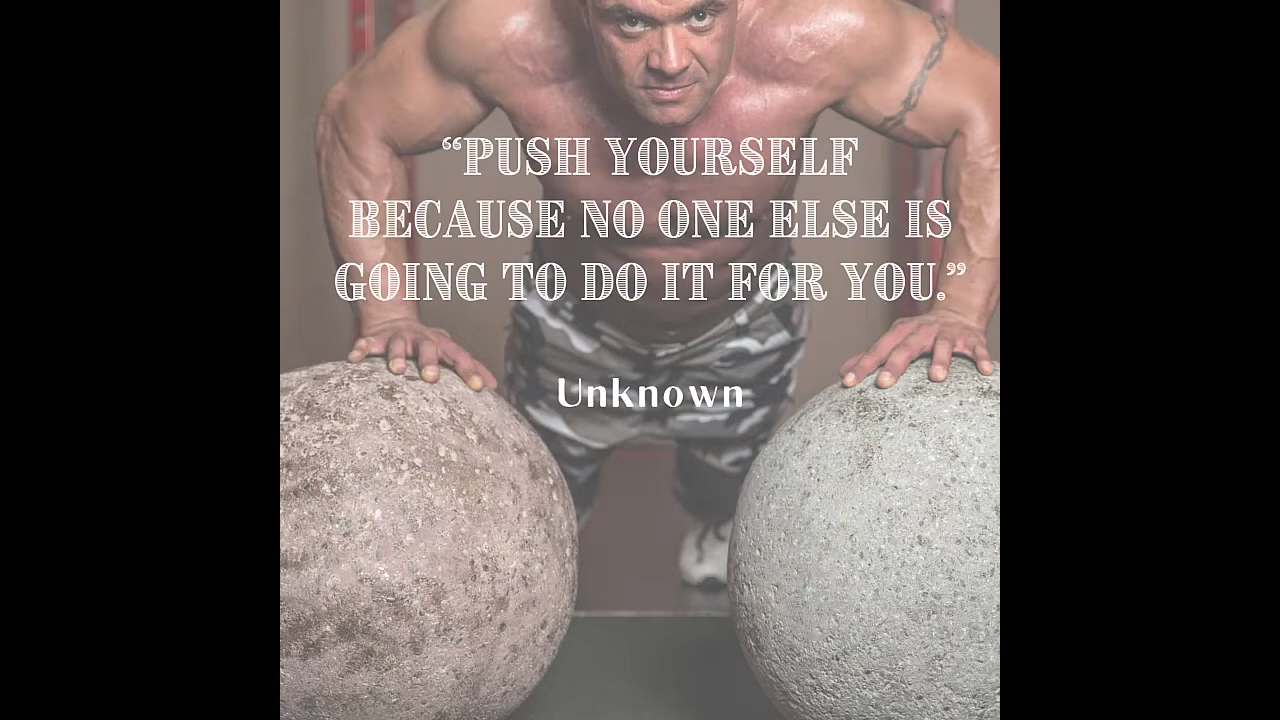 “PUSH YOURSELF
BECAUSE NO ONE ELSE IS
GOING TO DO IT FOR YOU.”
Unknown